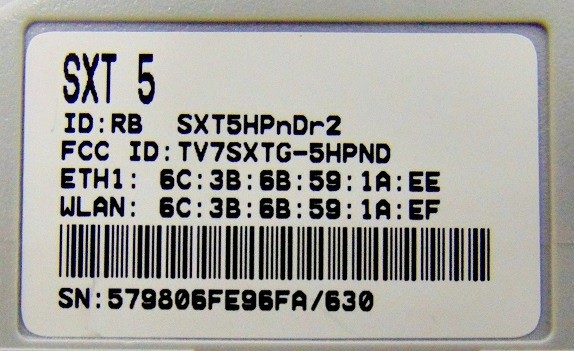 SXT 5
ID:RB SXT5HPnDr2
FCC ID:TV7SXTG-5HPND
ETH1: 6C:3B:6B:59:1A:EE
WLAN: 6C:3B:6B:59:1A:EF
SN:579806FE96FA/630